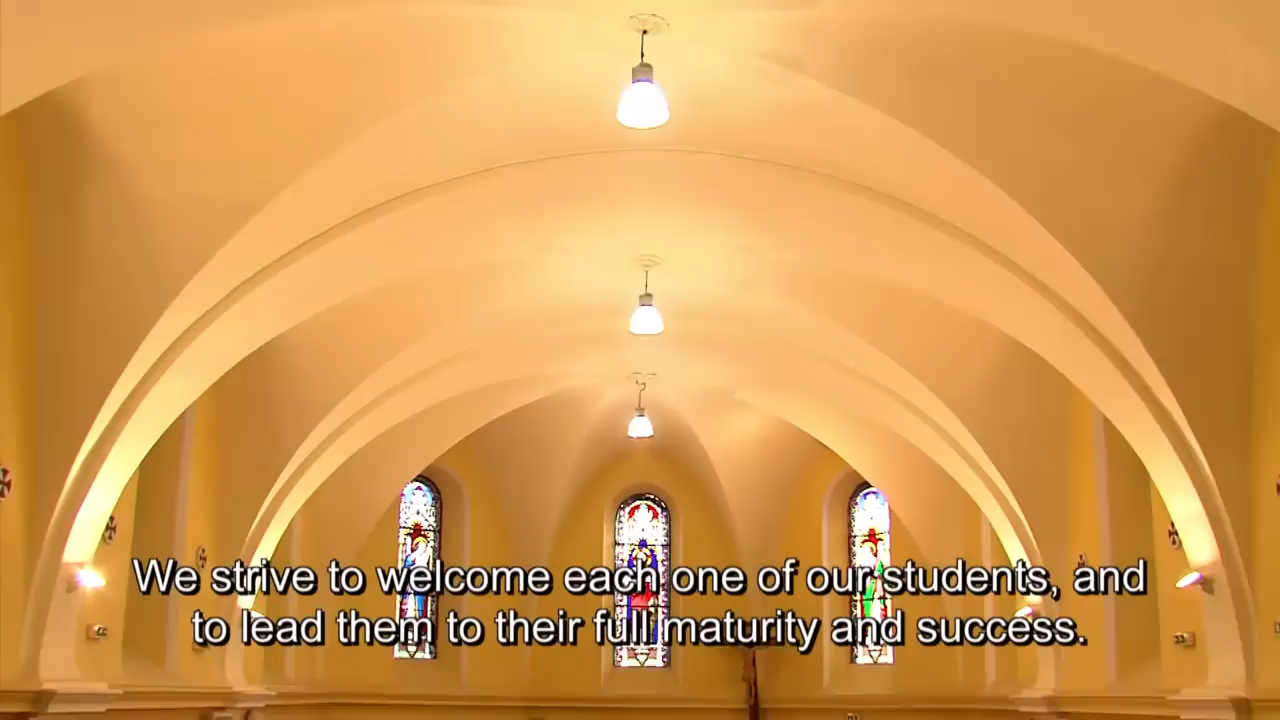 We strive to welcome each one of our students, and
to lead them to their full maturity and success.